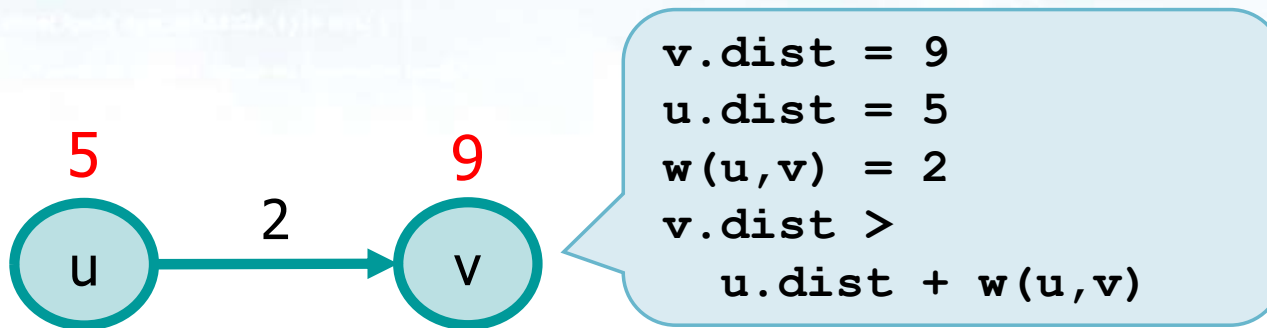 5
9
2
u
v
v.dist = 9
u.dist = 5
w(u,v) = 2
v.dist >
u.dist + w(u,v)